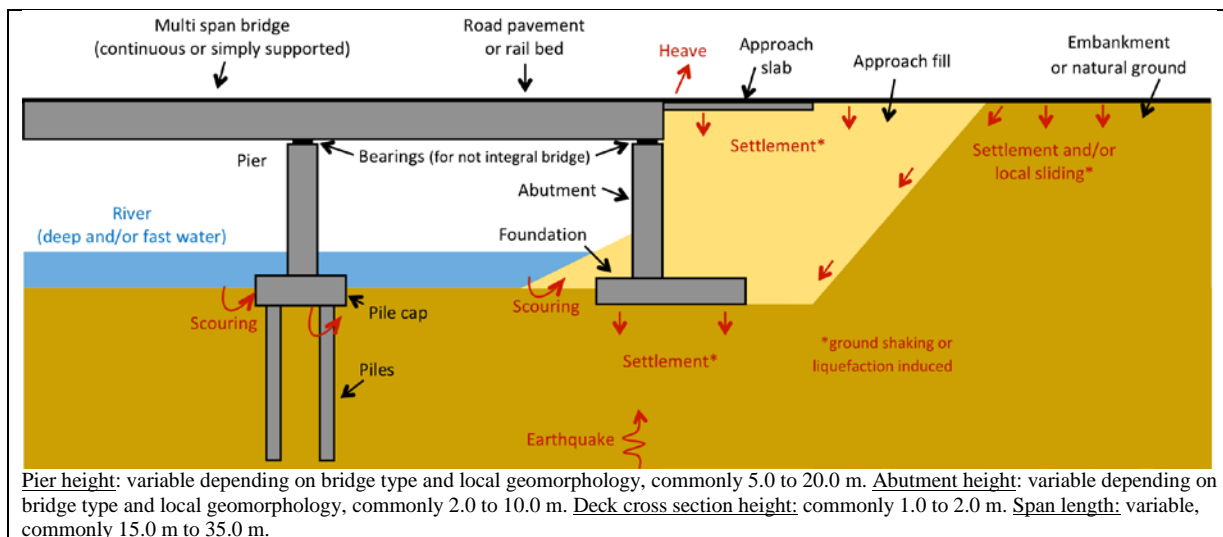 Multi span bridge
(continuous or simply supported)
Road pavement
or rail bed
Heave
Approach
slab
Approach fill
Embankment
or natural ground
Pier
Bearings (for not integral bridge)
Settlement*
Settlement and/or
local sliding*
Abutment
River
(deep and/or fast water)
Foundation
Scouring
Pile cap
Scouring
Settlement*
*ground shaking or
liquefaction induced
Piles
Earthquake
Pier height: variable depending on bridge type and local geomorphology, commonly 5.0 to 20.0 m. Abutment height: variable depending on
bridge type and local geomorphology, commonly 2.0 to 10.0 m. Deck cross section height: commonly 1.0 to 2.0 m. Span length: variable,
commonly 15.0 m to 35.0 m.